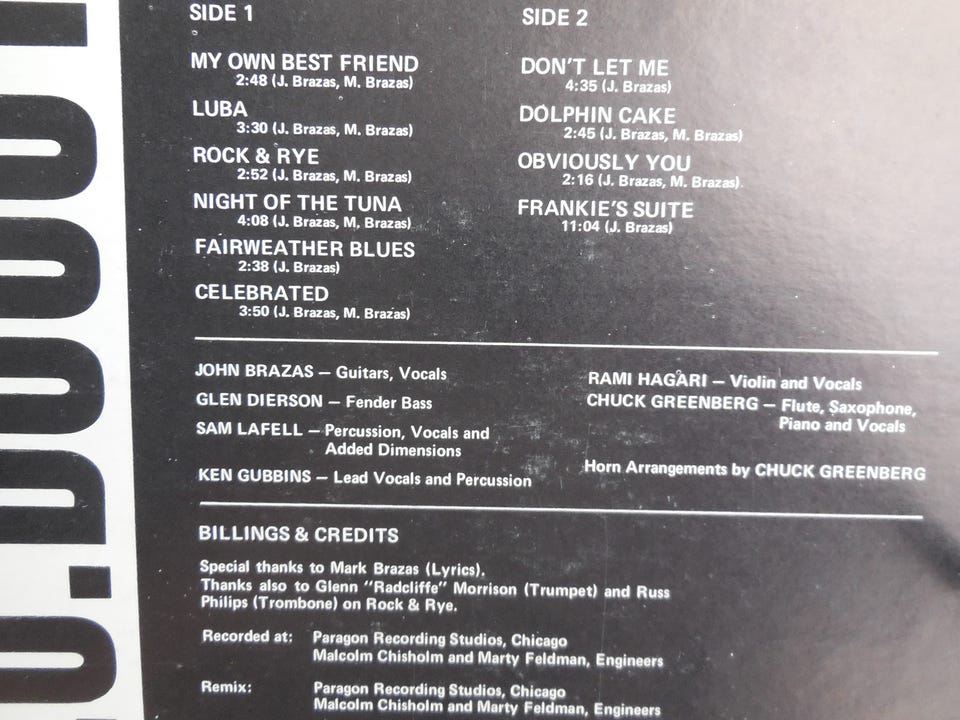 SIDE 1
MY OWN BEST FRIEND
2:48 (J. Brazas, M. Brazas)
LUBA
3:30 (J. Brazas, M. Brazas)
ROCK & RYE
2:52 (J. Brazas, M. Brazas)
NIGHT OF THE TUNA
4:08 (J. Brazas, M. Brazas)
FAIRWEATHER BLUES
2:38 (J. Brazas)
CELEBRATED
3:50 (J. Brazas, M. Brazas)
SIDE 2
DON'T LET ME
4:35 (J. Brazas)
DOLPHIN CAKE
2:45 (J. Brazas, M. Brazas)
OBVIOUSLY YOU
2:16 (J. Brazas, M. Brazas)
FRANKIE'S SUITE
11:04 (J. Brazas)
JOHN BRAZAS — Guitars, Vocals
GLEN DIERSON — Fender Bass
SAM LAFELL — Percussion, Vocals and
Added Dimensions
KEN GUBBINS — Lead Vocals and Percussion
RAMI HAGARI — Violin and Vocals
CHUCK GREENBERG — Flute, Saxophone,
Piano and Vocals
Horn Arrangements by CHUCK GREENBERG
BILLINGS & CREDITS
Special thanks to Mark Brazas (Lyrics).
Thanks also to Glenn "Radcliffe" Morrison (Trumpet) and Russ
Philips (Trombone) on Rock & Rye.
Recorded at: Paragon Recording Studios, Chicago
Malcolm Chisholm and Marty Feldman, Engineers
Remix: Paragon Recording Studios, Chicago
Malcolm Chisholm and Marty Feldman, Engineers